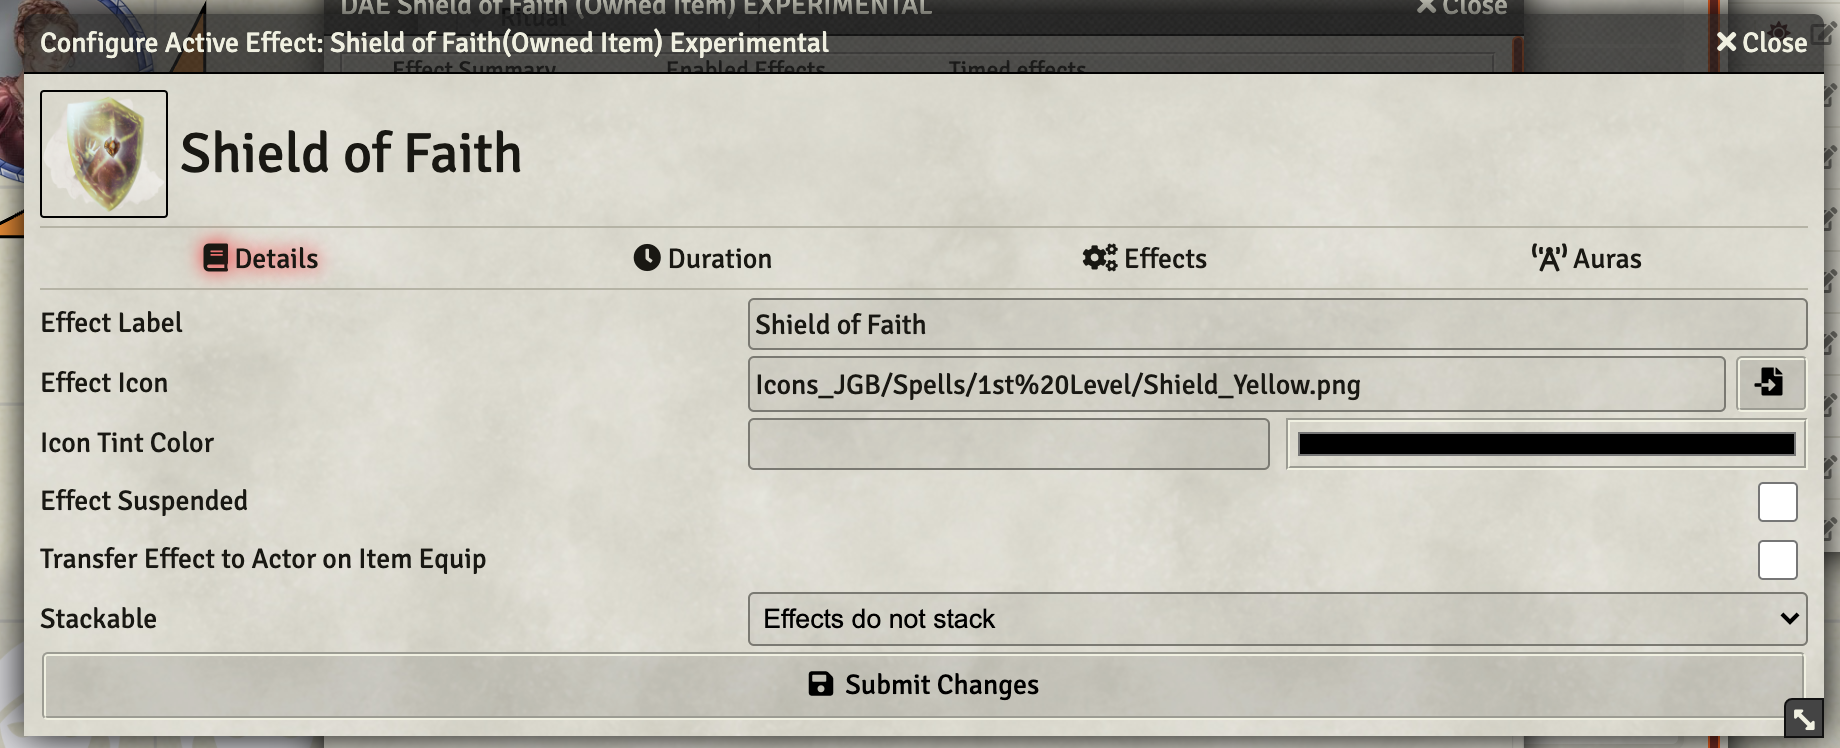 DAE Shield of Faith (Owned Item) EXPERIMENTAL
Close
Ritual
Configure Active Effect: Shield of Faith(Owned Item) Experimental
Close
Effect Summary
Enabled Effects
Timed effects
Shield of Faith
Details
Duration
Effects
Auras
Effect Label
Shield of Faith
Effect Icon
Icons_JGB/Spells/1st%20Level/Shield_Yellow.png
Icon Tint Color
Effect Suspended
Transfer Effect to Actor on Item Equip
Stackable
Effects do not stack
Submit Changes